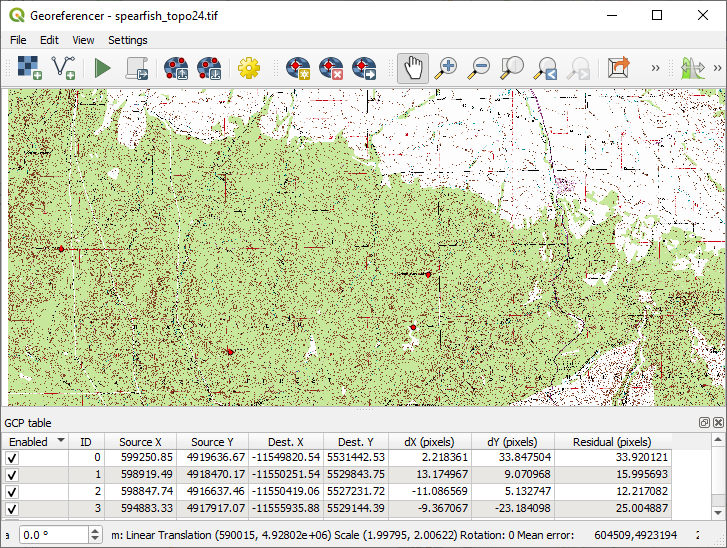 Georeferencer - spearfish_topo24.tif
File Edit View Settings
GCP table
Enabled ID Source X Source Y Dest. X Dest. Y dX (pixels) dY (pixels) Residual (pixels)
0 599250.85 4919636.67 -11549820.54 5531442.53 2.218361 33.847504 33.920121
1 598919.49 4918470.17 -11550251.54 5529843.75 13.174967 9.070968 15.995693
2 598847.74 4916637.46 -11550419.06 5527231.72 -11.086569 5.132747 12.217082
3 594883.33 4917917.07 -11555935.88 5529144.39 -9.367067 -23.184098 25.004887
0.0 ° m: Linear Translation (590015, 4.92802e+06) Scale (1.99795, 2.00622) Rotation: 0 Mean error: 604509,4923194